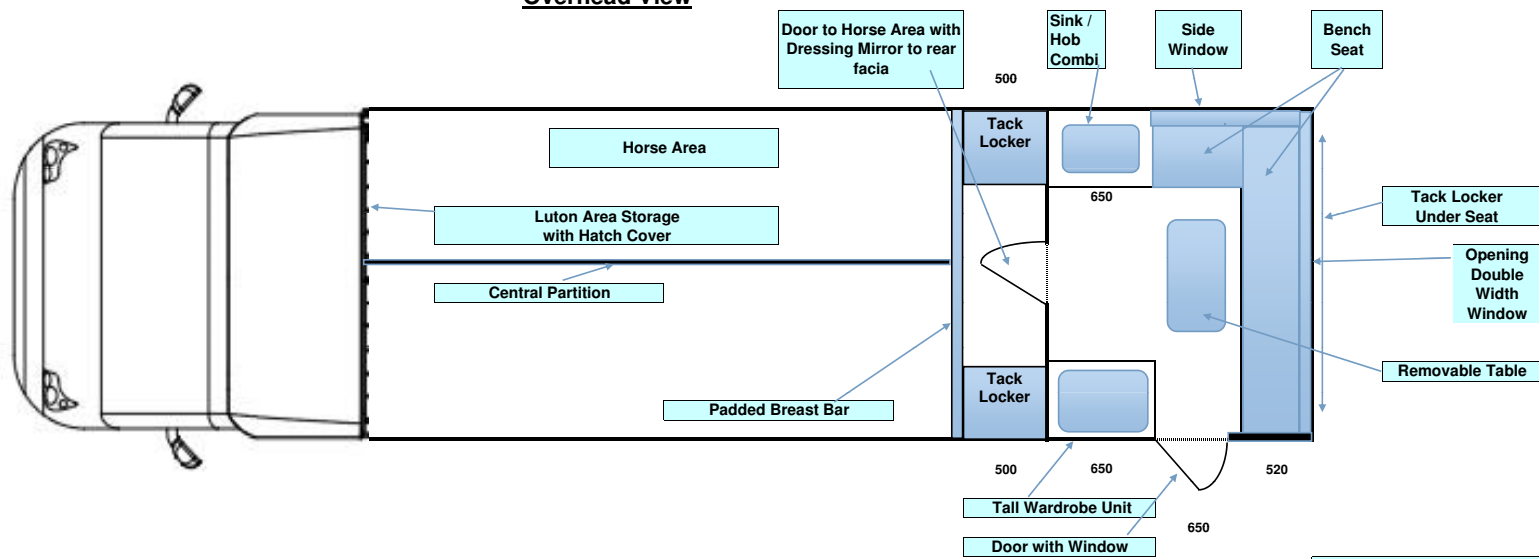 Overhead View
Door to Horse Area with
Dressing Mirror to rear
facia
Sink /
Hob
Combi
Side
Window
Bench
Seat
500
Tack
Locker
Horse Area
650
Luton Area Storage
with Hatch Cover
Tack Locker
Under Seat
Opening
Double
Width
Window
Central Partition
Removable Table
Tack
Locker
Padded Breast Bar
500
650
520
Tall Wardrobe Unit
650
Door with Window